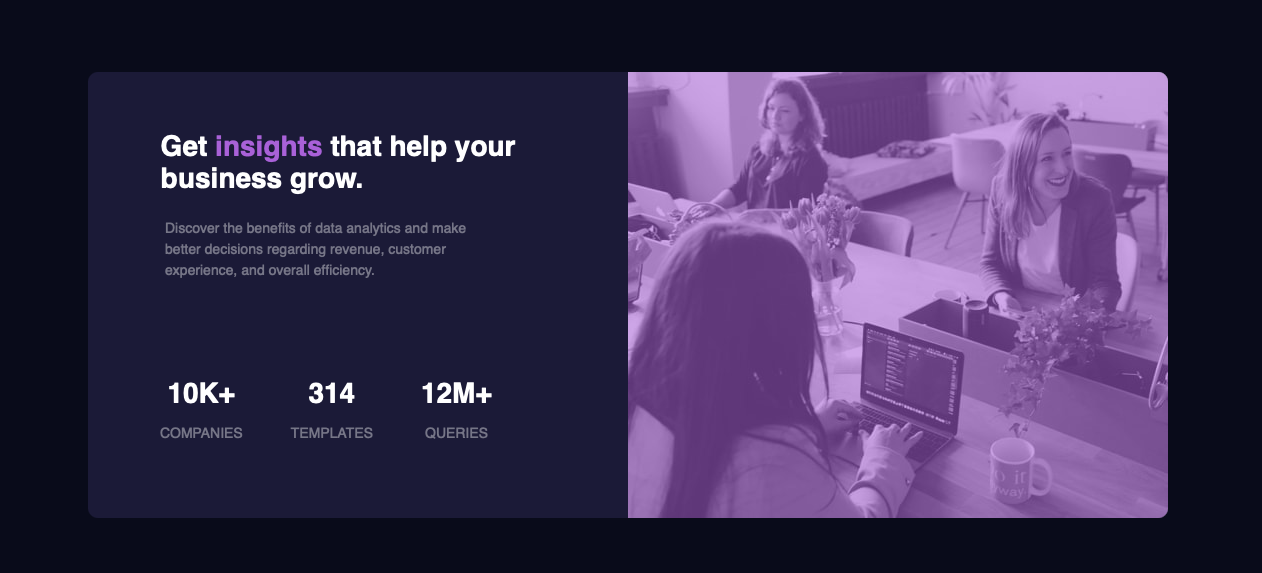 Get insights that help your
business grow.
Discover the benefits of data analytics and make
better decisions regarding revenue, customer
experience, and overall efficiency.
10K+ 314 12M+
COMPANIES TEMPLATES QUERIES